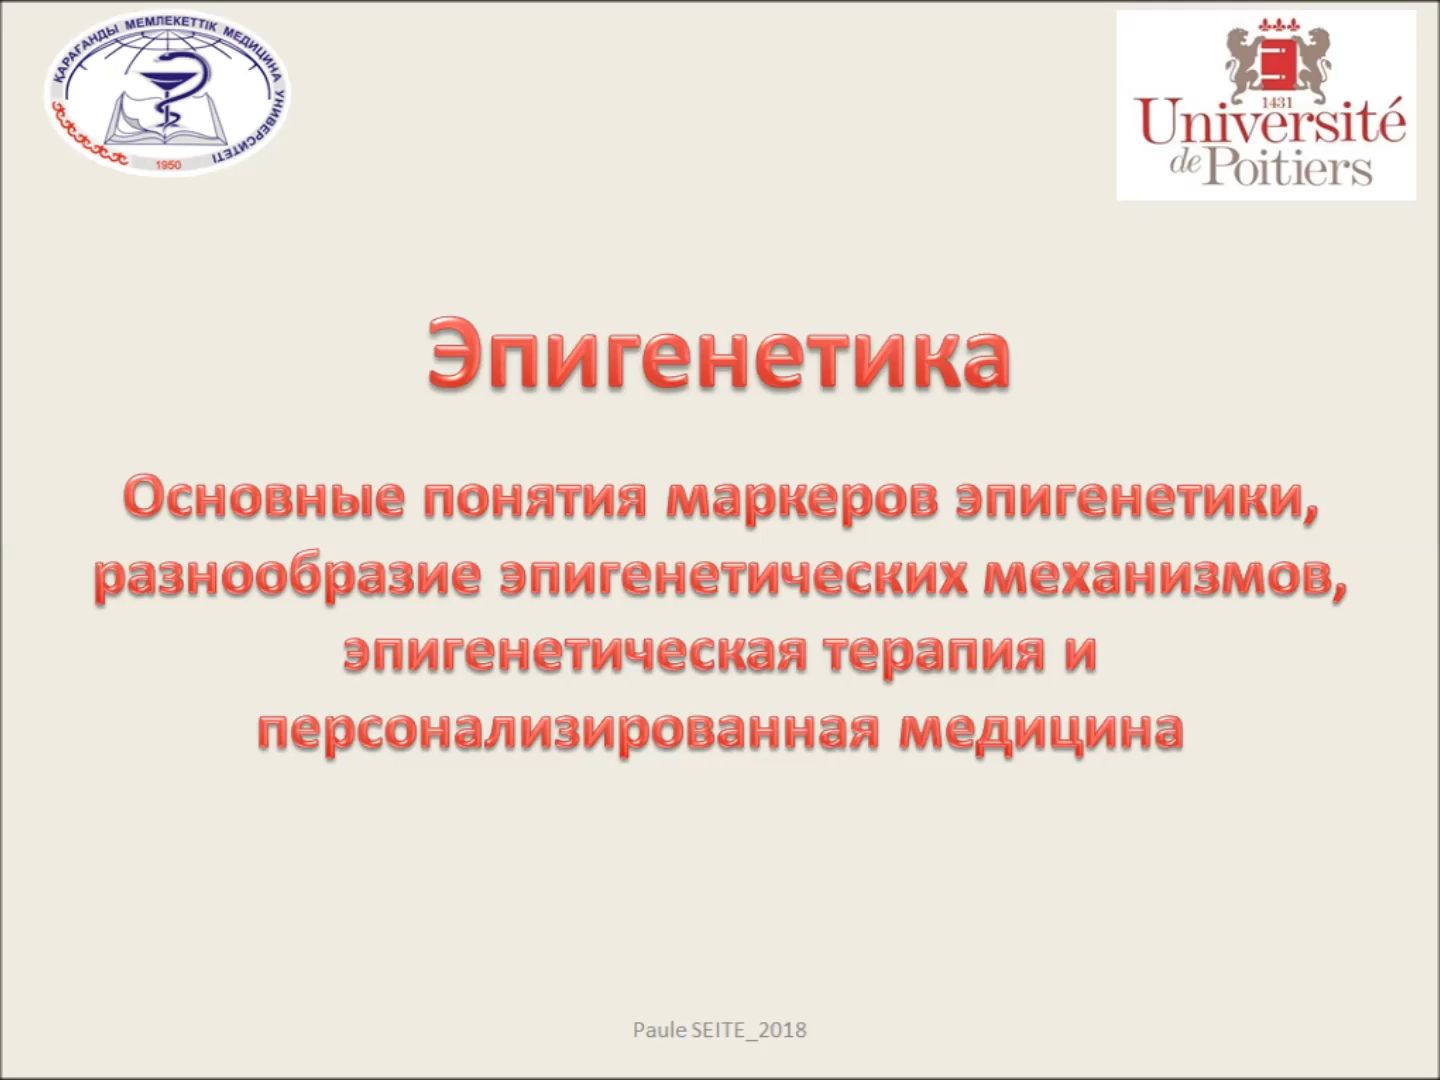 ҚАРАҒАНДЫ МЕМЛЕКЕТТІК МЕДИЦИНА УНИВЕРСИТЕТІ
1950
1431
Université
de Poitiers
Эпигенетика
Основные понятия маркеров эпигенетики,
разнообразие эпигенетических механизмов,
эпигенетическая терапия и
персонализированная медицина
Paule SEITE_2018